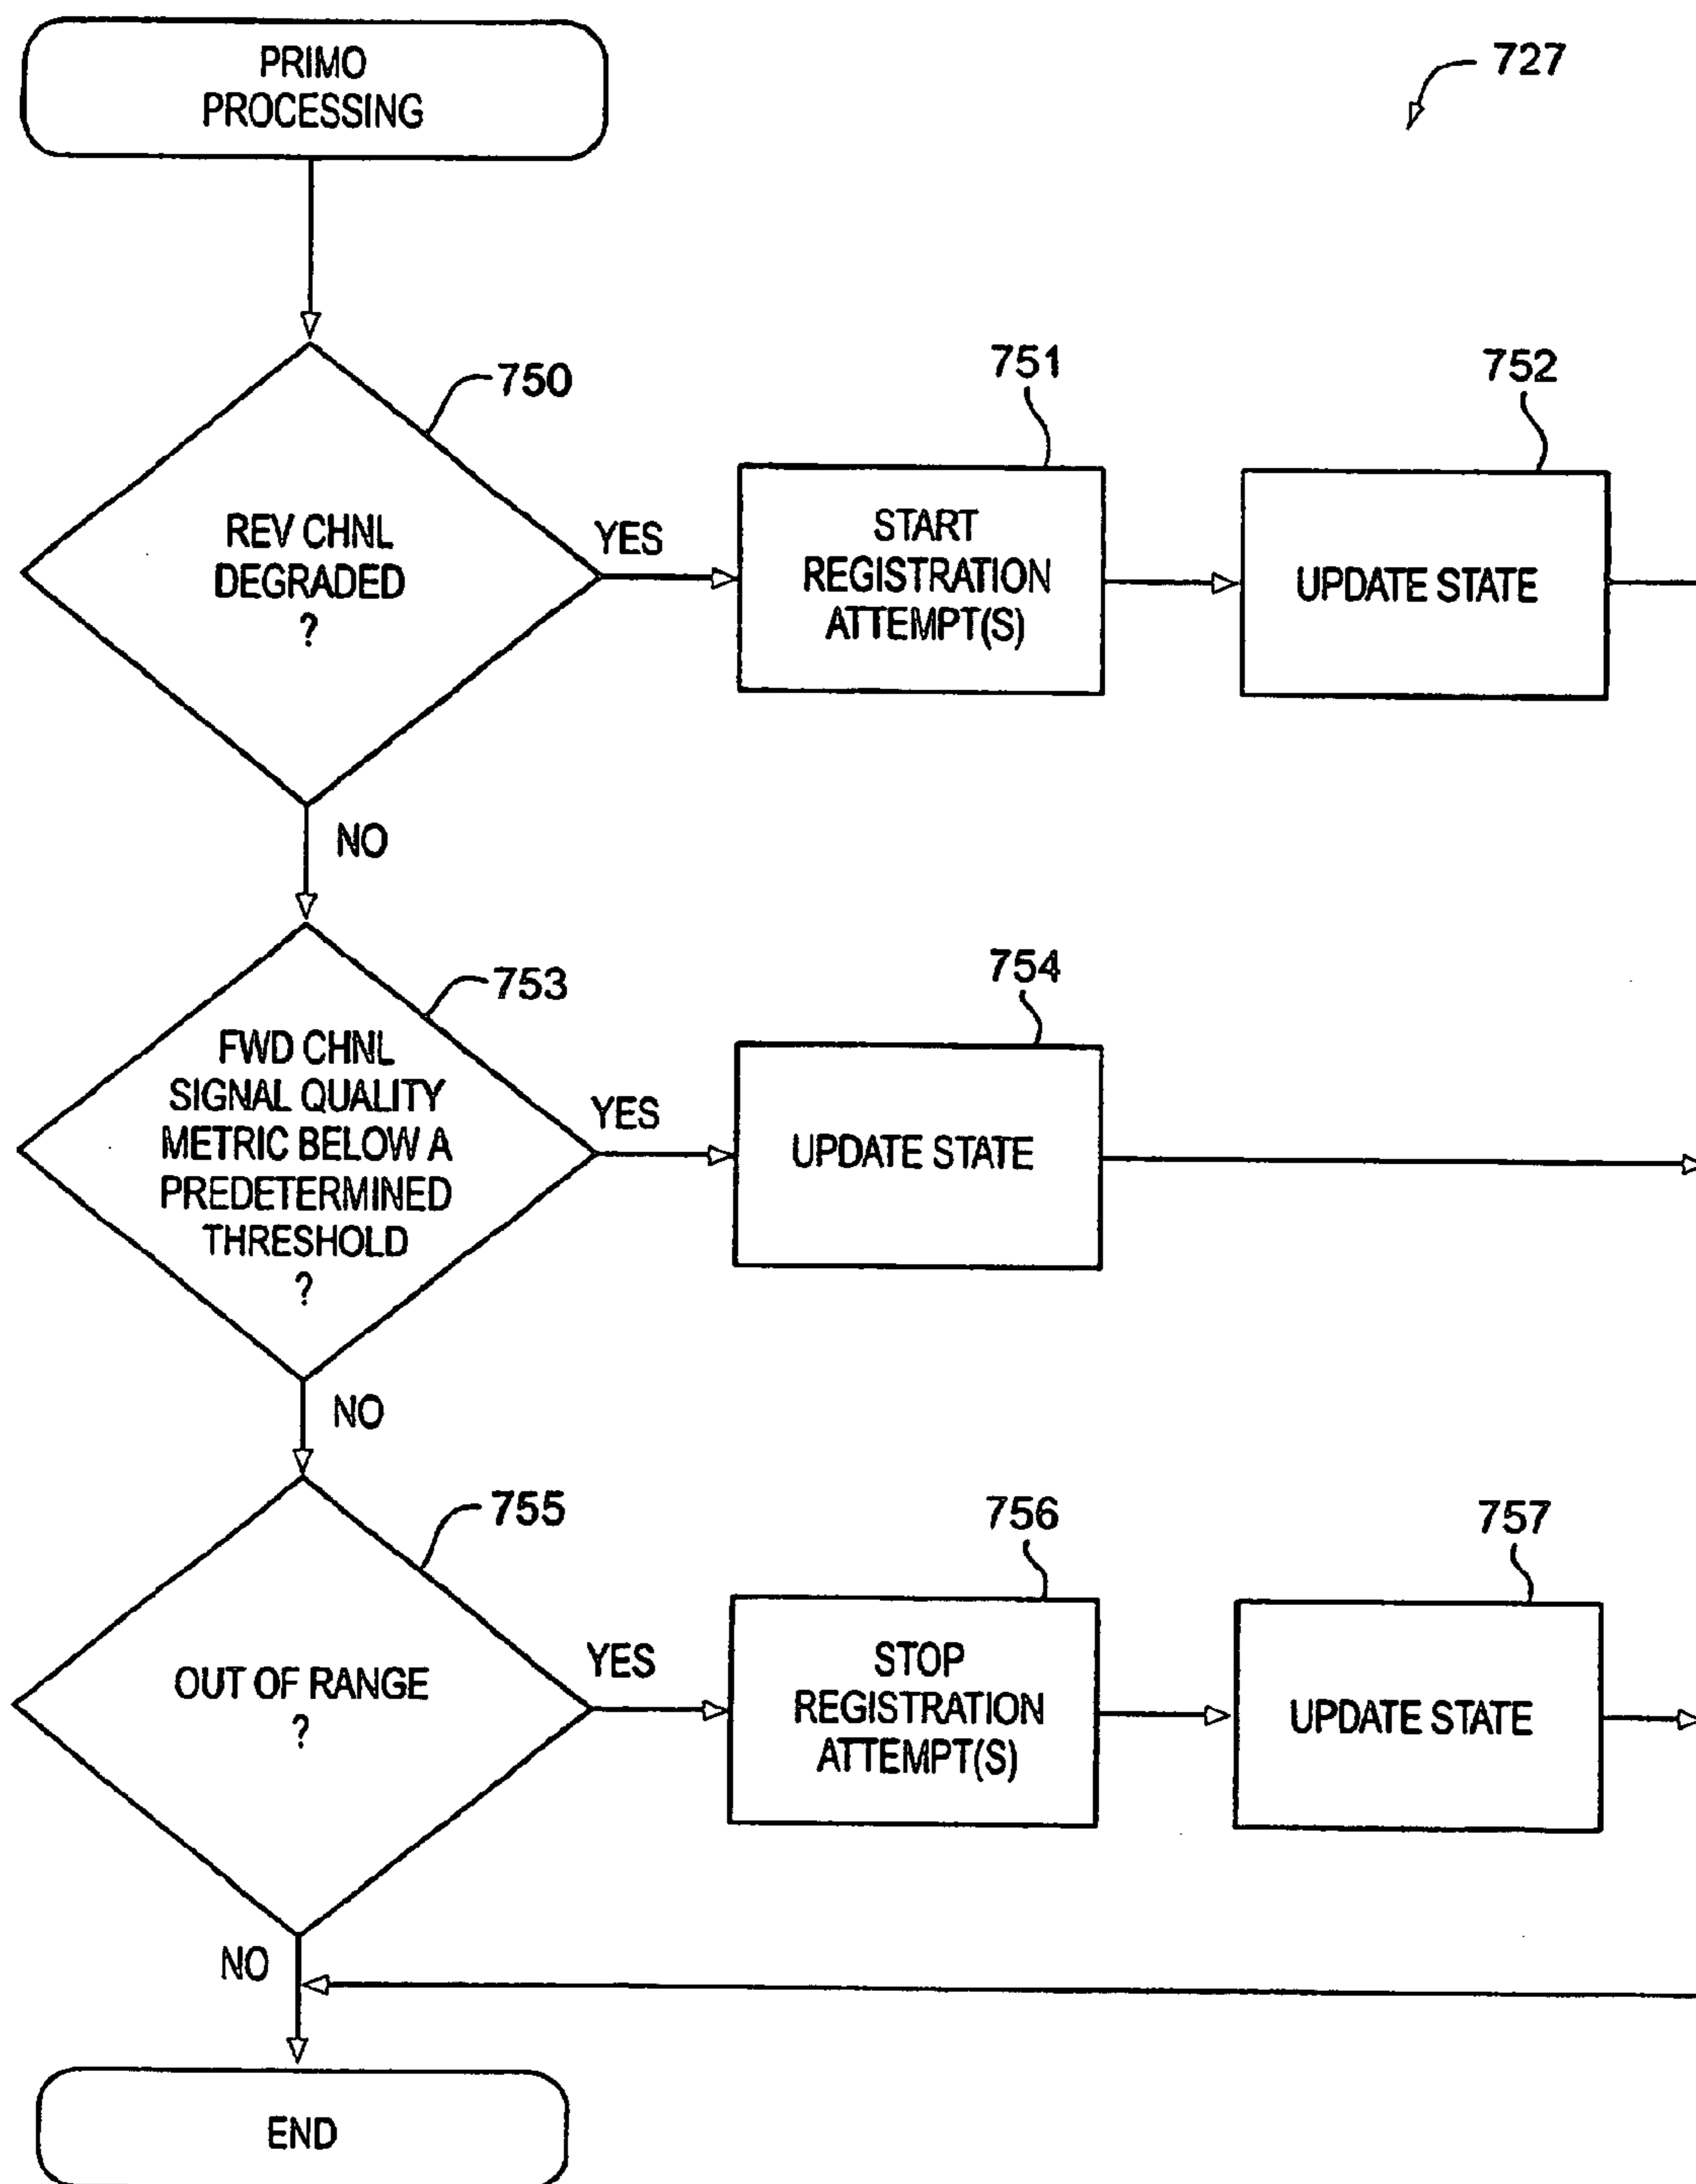 PRIMO
PROCESSING
727
750
REV CHNL
DEGRADED
?
YES
751
START
REGISTRATION
ATTEMPT(S)
752
UPDATE STATE
NO
753
FWD CHNL
SIGNAL QUALITY
METRIC BELOW A
PREDETERMINED
THRESHOLD
?
YES
754
UPDATE STATE
NO
755
OUT OF RANGE
?
YES
756
STOP
REGISTRATION
ATTEMPT(S)
757
UPDATE STATE
NO
END